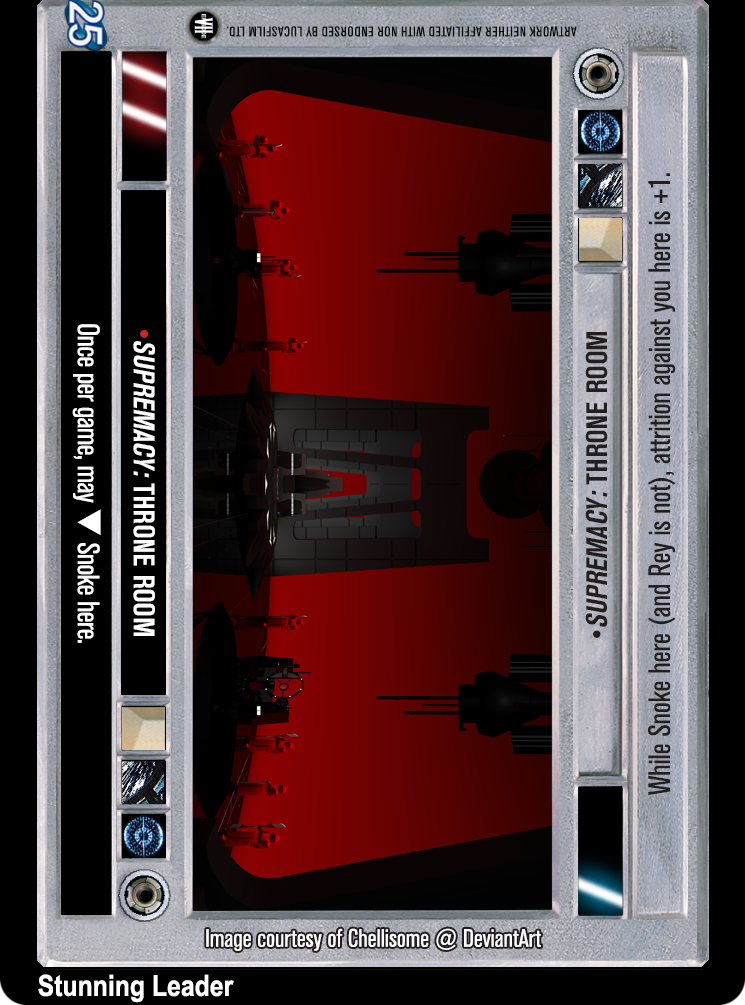 25
ARTWORK NEITHER AFFILIATED WITH NOR ENDORSED BY LUCASFILM LTD.
Once per game, may ▼ Snoke here.
•SUPREMACY: THRONE ROOM
•SUPREMACY: THRONE ROOM
While Snoke here (and Rey is not), attrition against you here is +1.
Image courtesy of Chellisome @ DeviantArt
Stunning Leader